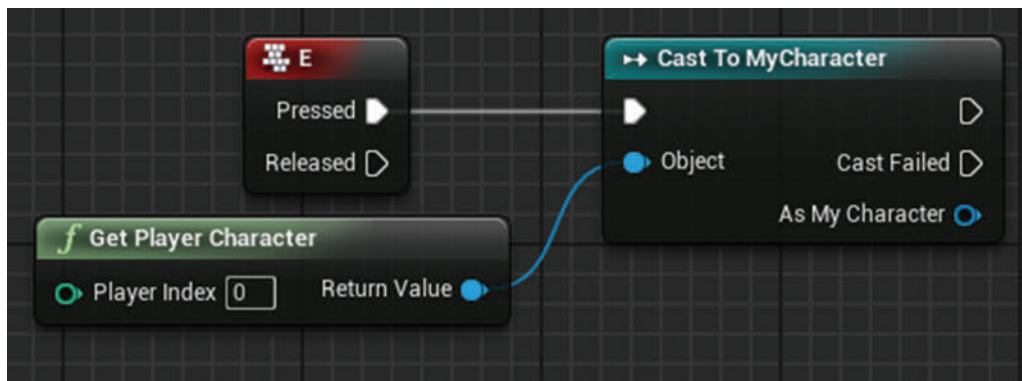 E
Pressed
Released
Cast To MyCharacter
Object
Cast Failed
As My Character
f Get Player Character
Player Index 0
Return Value